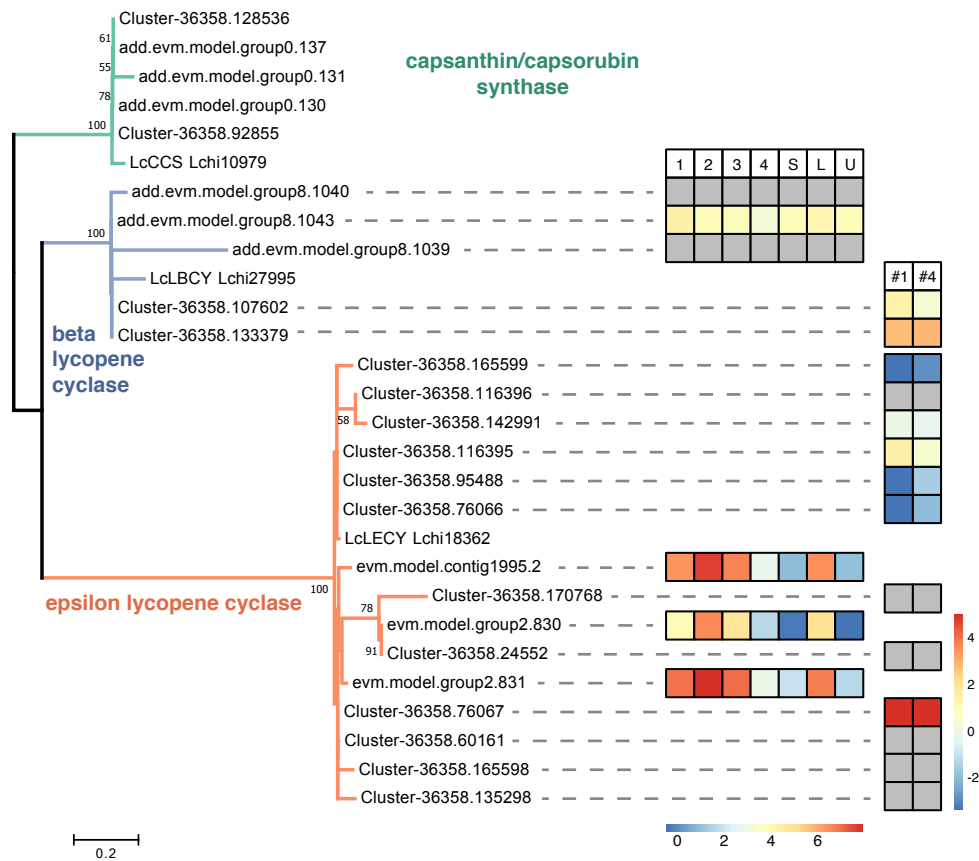 Cluster-36358.128536
61
add.evm.model.group0.137
55
add.evm.model.group0.131
78
add.evm.model.group0.130
100
Cluster-36358.92855
LcCCS Lchi10979
capsanthin/capsorubin
synthase
1 2 3 4 S L U
add.evm.model.group8.1040
add.evm.model.group8.1043
100
add.evm.model.group8.1039
LcLBCY Lchi27995
#1 #4
Cluster-36358.107602
Cluster-36358.133379
beta
lycopene
cyclase
Cluster-36358.165599
Cluster-36358.116396
58
Cluster-36358.142991
Cluster-36358.116395
Cluster-36358.95488
Cluster-36358.76066
LcLECY Lchi18362
evm.model.contig1995.2
100
epsilon lycopene cyclase
Cluster-36358.170768
78
evm.model.group2.830
91
Cluster-36358.24552
evm.model.group2.831
Cluster-36358.76067
Cluster-36358.60161
Cluster-36358.165598
Cluster-36358.135298
4
2
0
-2
0 2 4 6
0.2